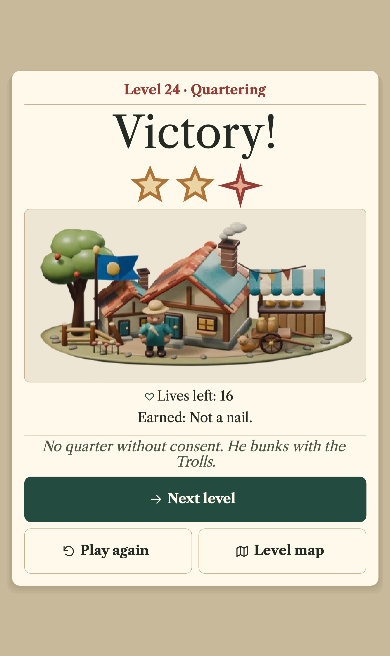 Level 24 · Quartering
Victory!
Lives left: 16
Earned: Not a nail.
No quarter without consent. He bunks with the
Trolls.
Next level
Play again
Level map